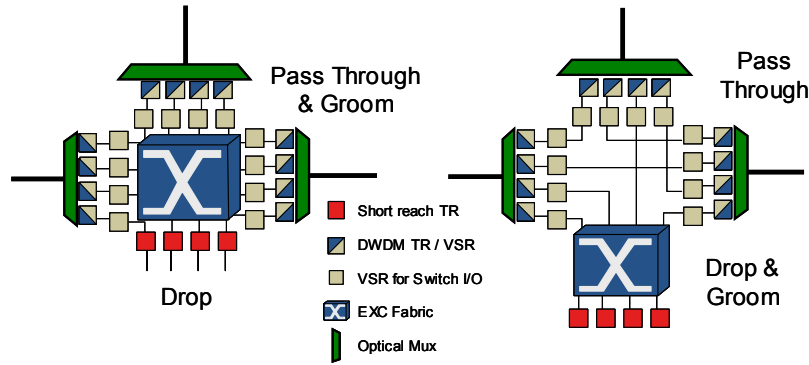 Pass Through
& Groom
Pass
Through
Short reach TR
DWDM TR / VSR
VSR for Switch I/O
EXC Fabric
Optical Mux
Drop
Drop &
Groom